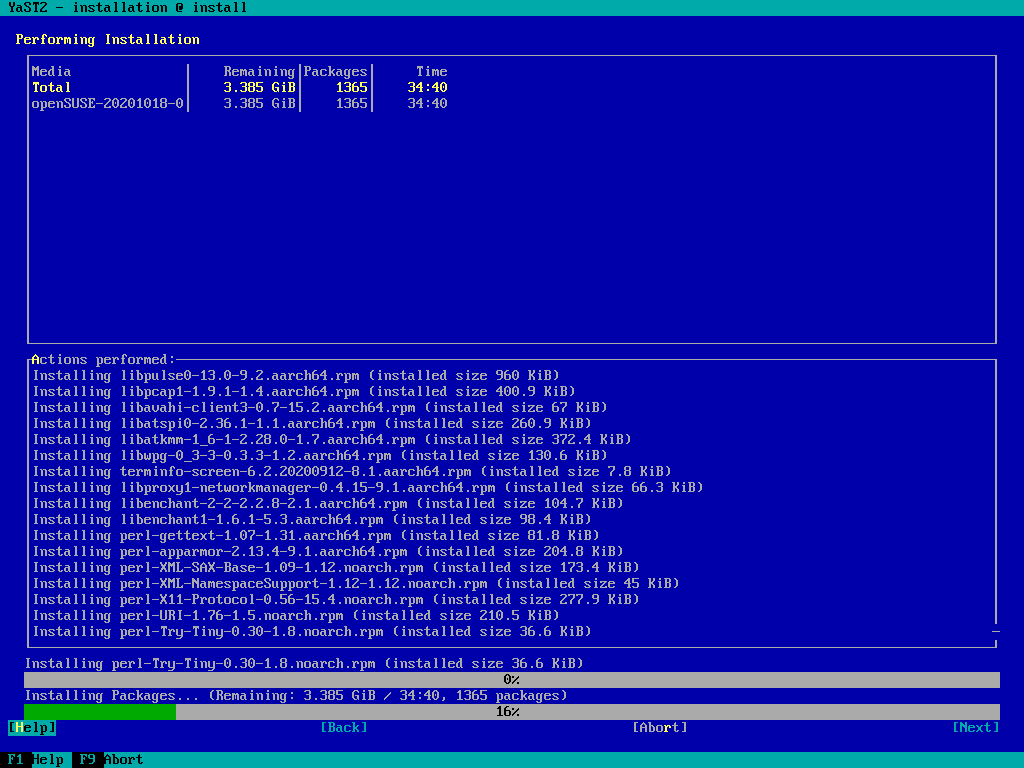 YaST2 - installation @ install
Performing Installation
Media Remaining Packages Time
Total 3.385 GiB 1365 34:40
openSUSE-20201018-0 3.385 GiB 1365 34:40
Actions performed:
Installing libpulse0-13.0-9.2.aarch64.rpm (installed size 960 KiB)
Installing libpcap1-1.9.1-1.4.aarch64.rpm (installed size 400.9 KiB)
Installing libavahi-client3-0.7-15.2.aarch64.rpm (installed size 67 KiB)
Installing libatspi0-2.36.1-1.1.aarch64.rpm (installed size 260.9 KiB)
Installing libatkmm-1_6-1-2.28.0-1.7.aarch64.rpm (installed size 372.4 KiB)
Installing libwpg-0_3-3-0.3.3-1.2.aarch64.rpm (installed size 130.6 KiB)
Installing terminfo-screen-6.2.20200912-8.1.aarch64.rpm (installed size 7.8 KiB)
Installing libproxy1-networkmanager-0.4.15-9.1.aarch64.rpm (installed size 66.3 KiB)
Installing libenchant-2-2-2.2.8-2.1.aarch64.rpm (installed size 104.7 KiB)
Installing libenchant1-1.6.1-5.3.aarch64.rpm (installed size 98.4 KiB)
Installing perl-gettext-1.07-1.31.aarch64.rpm (installed size 81.8 KiB)
Installing perl-apparmor-2.13.4-9.1.aarch64.rpm (installed size 204.8 KiB)
Installing perl-XML-SAX-Base-1.09-1.12.noarch.rpm (installed size 173.4 KiB)
Installing perl-XML-NamespaceSupport-1.12-1.12.noarch.rpm (installed size 45 KiB)
Installing perl-X11-Protocol-0.56-15.4.noarch.rpm (installed size 277.9 KiB)
Installing perl-URI-1.76-1.5.noarch.rpm (installed size 210.5 KiB)
Installing perl-Try-Tiny-0.30-1.8.noarch.rpm (installed size 36.6 KiB)
Installing perl-Try-Tiny-0.30-1.8.noarch.rpm (installed size 36.6 KiB)
0%
Installing Packages... (Remaining: 3.385 GiB / 34:40, 1365 packages)
16%
[Help] [Back] [Abort] [Next]
F1 Help F9 Abort